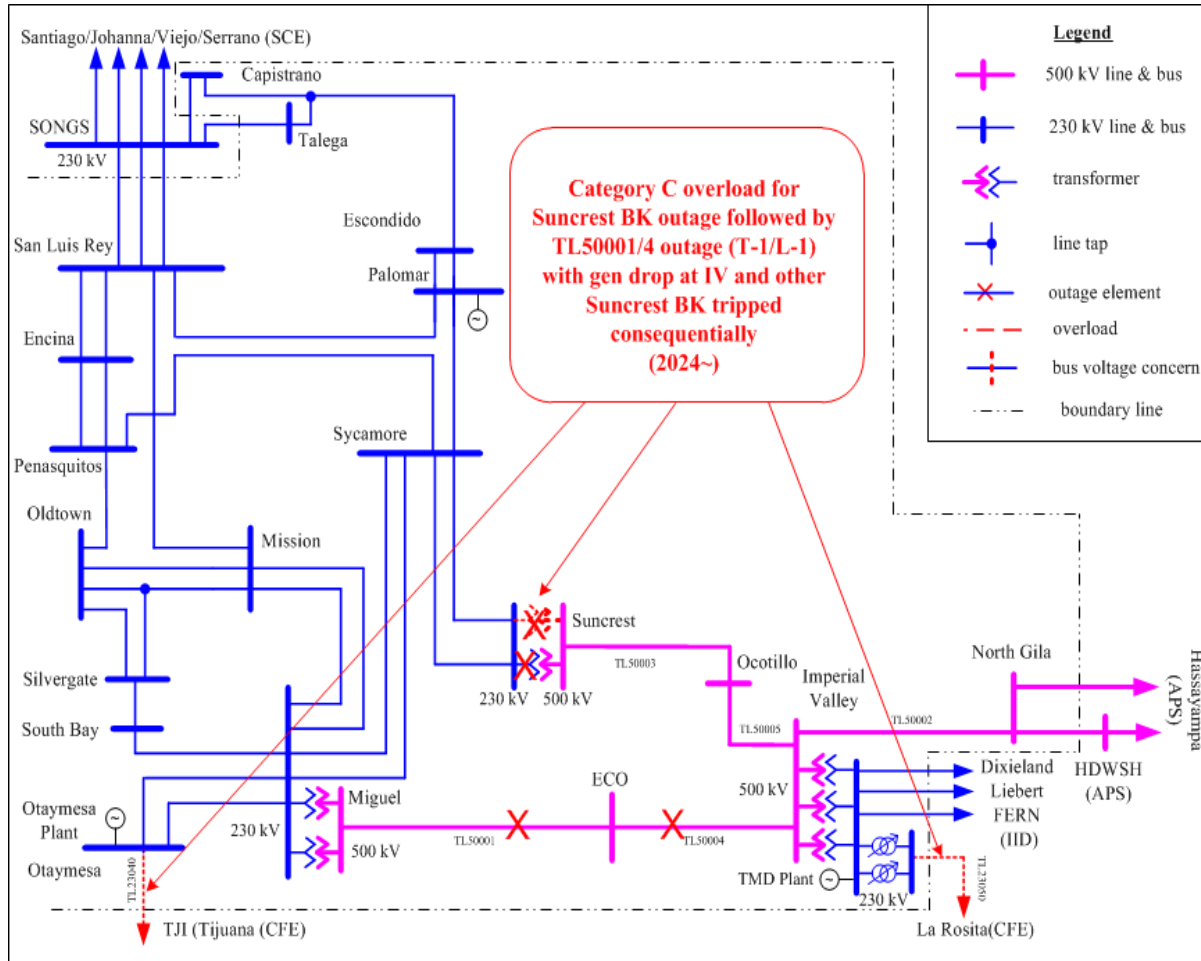 Santiago/Johanna/Viejo/Serrano (SCE)
Capistrano
SONGS
230 kV
Talega
Legend
500 kV line & bus
230 kV line & bus
transformer
line tap
outage element
overload
bus voltage concern
boundary line
Category C overload for
Suncrest BK outage followed by
TL50001/4 outage (T-1/L-1)
with gen drop at IV and other
Suncrest BK tripped
consequentially
(2024~)
San Luis Rey
Escondido
Palomar
~
Encina
Penasquitos
Sycamore
Oldtown
Mission
Suncrest
230 kV
500 kV
TL50003
Ocotillo
Imperial
Valley
TL50005
TL50002
North Gila
Hassayampa
(APS)
HDWSH
(APS)
Silvergate
South Bay
Miguel
230 kV
500 kV
ECO
TL50001
TL50004
500 kV
Dixieland
Liebert
FERN
(IID)
Otaymesa
Plant
~
Otaymesa
TL23040
TMD Plant
~
230 kV
TL23050
TJI (Tijuana (CFE)
La Rosita(CFE)